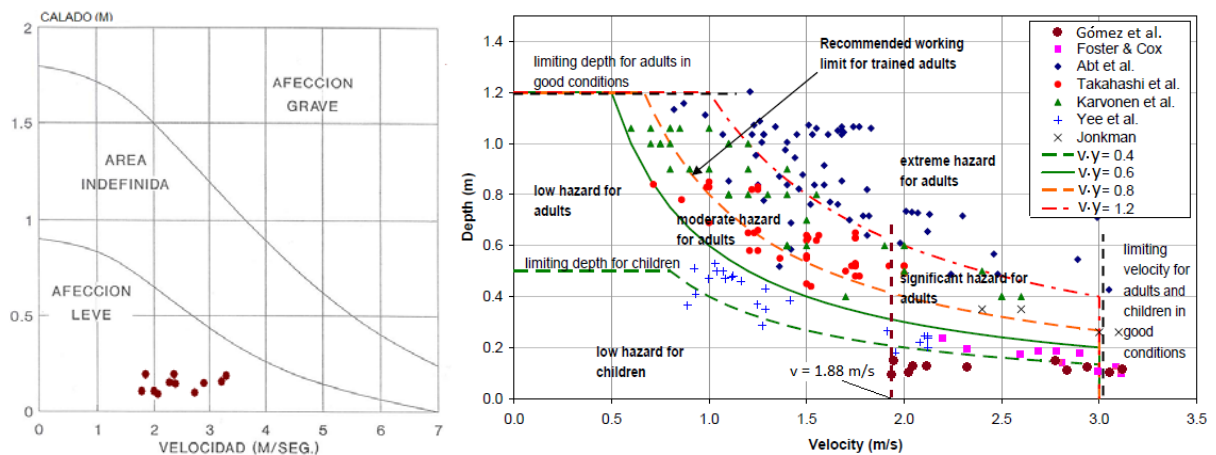 CALADO (M)
2
1.5
1
0.5
0
AFECCION
GRAVE
AREA
INDEFINIDA
AFECCION
LEVE
0 1 2 3 4 5 6 7
VELOCIDAD (M/SEG.)
Depth (m)
1.4
1.2
1.0
0.8
0.6
0.4
0.2
0.0
limiting depth for adults in
good conditions
Recommended working
limit for trained adults
low hazard for
adults
moderate hazard
for adults
extreme hazard
for adults
limiting depth for children
significant hazard for
adults
low hazard for
children
v = 1.88 m/s
limiting
velocity for
adults and
children in
good
conditions
Gómez et al.
Foster & Cox
Abt et al.
Takahashi et al.
Karvonen et al.
Yee et al.
Jonkman
v·y = 0.4
v·y = 0.6
v·y = 0.8
v·y = 1.2
0.0 0.5 1.0 1.5 2.0 2.5 3.0 3.5
Velocity (m/s)